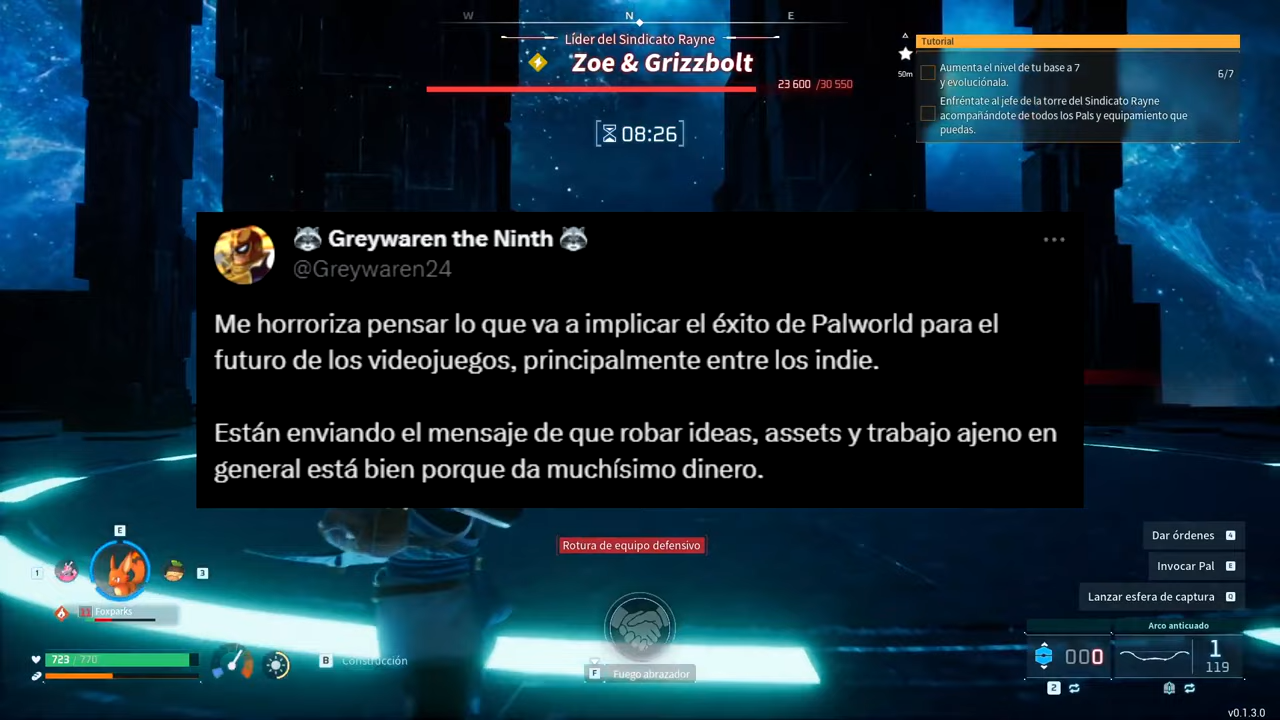 W N E
Líder del Sindicato Rayne
Zoe & Grizzbolt
23 600 / 30 550
08:26
50m
Tutorial
Aumenta el nivel de tu base a 7
y evoluciónala.
6/7
Enfréntate al jefe de la torre del Sindicato Rayne
acompañándote de todos los Pals y equipamiento que
puedas.
Greywaren the Ninth
@Greywaren24
Me horroriza pensar lo que va a implicar el éxito de Palworld para el
futuro de los videojuegos, principalmente entre los indie.
Están enviando el mensaje de que robar ideas, assets y trabajo ajeno en
general está bien porque da muchísimo dinero.
Rotura de equipo defensivo
Dar órdenes 4
Invocar Pal E
Lanzar esfera de captura Q
E
1
3
Foxparks
723 / 770
B Construcción
F Fuego abrazador
Arco anticuado
000
1
119
2
v0.1.3.0